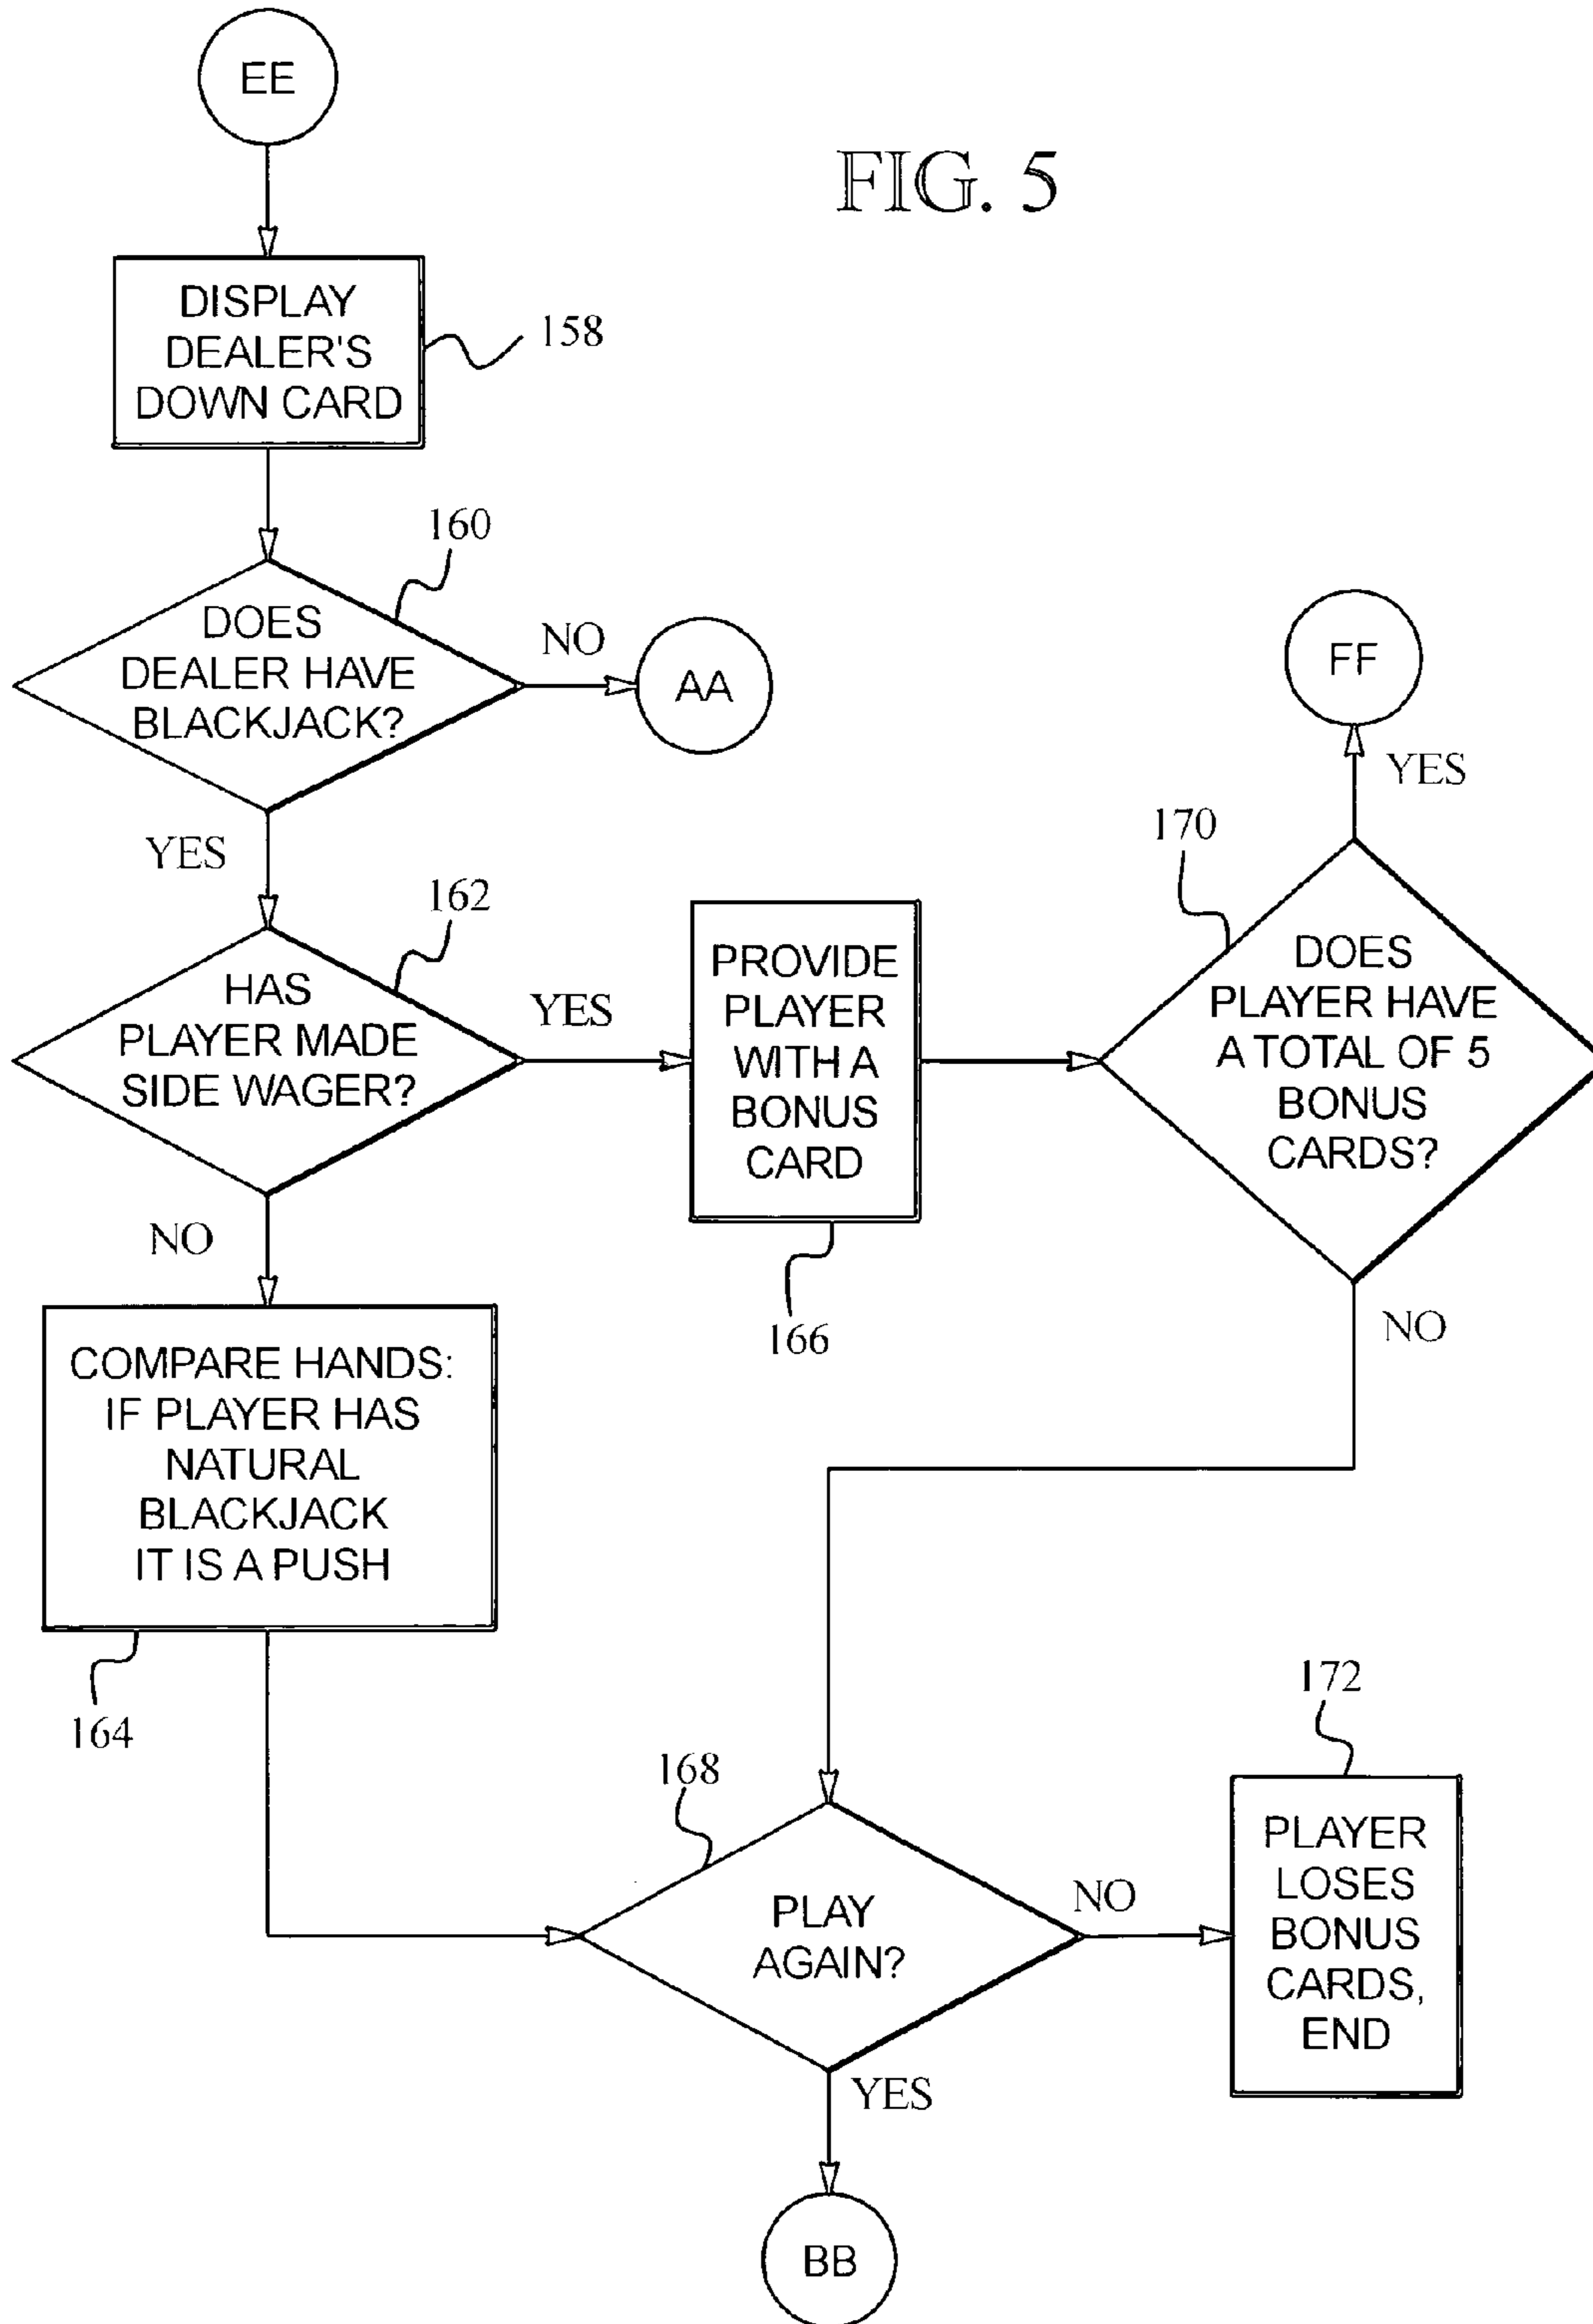 EE
FIG. 5
DISPLAY
DEALER'S
DOWN CARD
158
160
DOES
DEALER HAVE
BLACKJACK?
NO
AA
YES
FF
YES
170
DOES
PLAYER HAVE
A TOTAL OF 5
BONUS
CARDS?
NO
162
HAS
PLAYER MADE
SIDE WAGER?
YES
PROVIDE
PLAYER
WITH A
BONUS
CARD
166
NO
COMPARE HANDS:
IF PLAYER HAS
NATURAL
BLACKJACK
IT IS A PUSH
164
168
PLAY
AGAIN?
NO
172
PLAYER
LOSES
BONUS
CARDS,
END
YES
BB